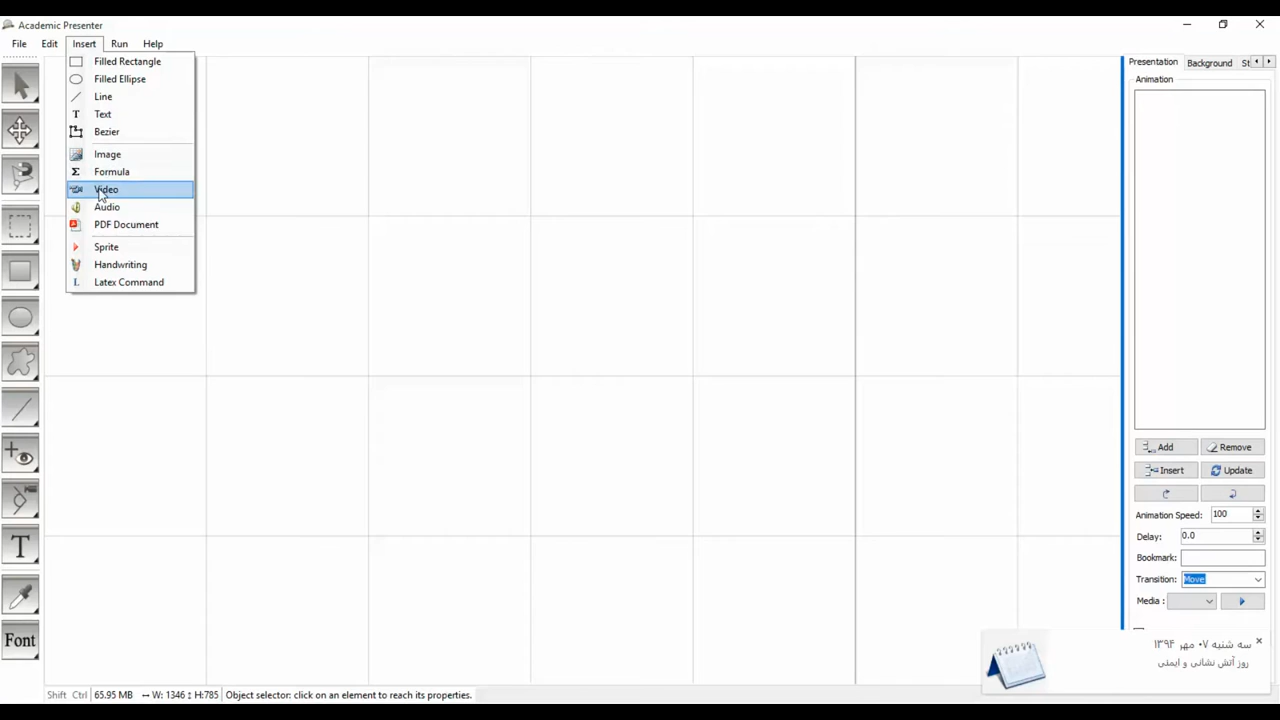 Academic Presenter
File Edit Insert Run Help
Filled Rectangle
Filled Ellipse
Line
T Text
Bezier
Image
Σ Formula
Video
Audio
PDF Document
Sprite
Handwriting
L Latex Command
T
Font
Presentation Background St
Animation
Add Remove
Insert Update
Animation Speed: 100
Delay: 0.0
Bookmark:
Transition: Move
Media :
سه شنبه ۰۷ مهر ۱۳۹۴
روز آتش نشانی و ایمنی
Shift Ctrl 65.95 MB W: 1346 H:785 Object selector: click on an element to reach its properties.